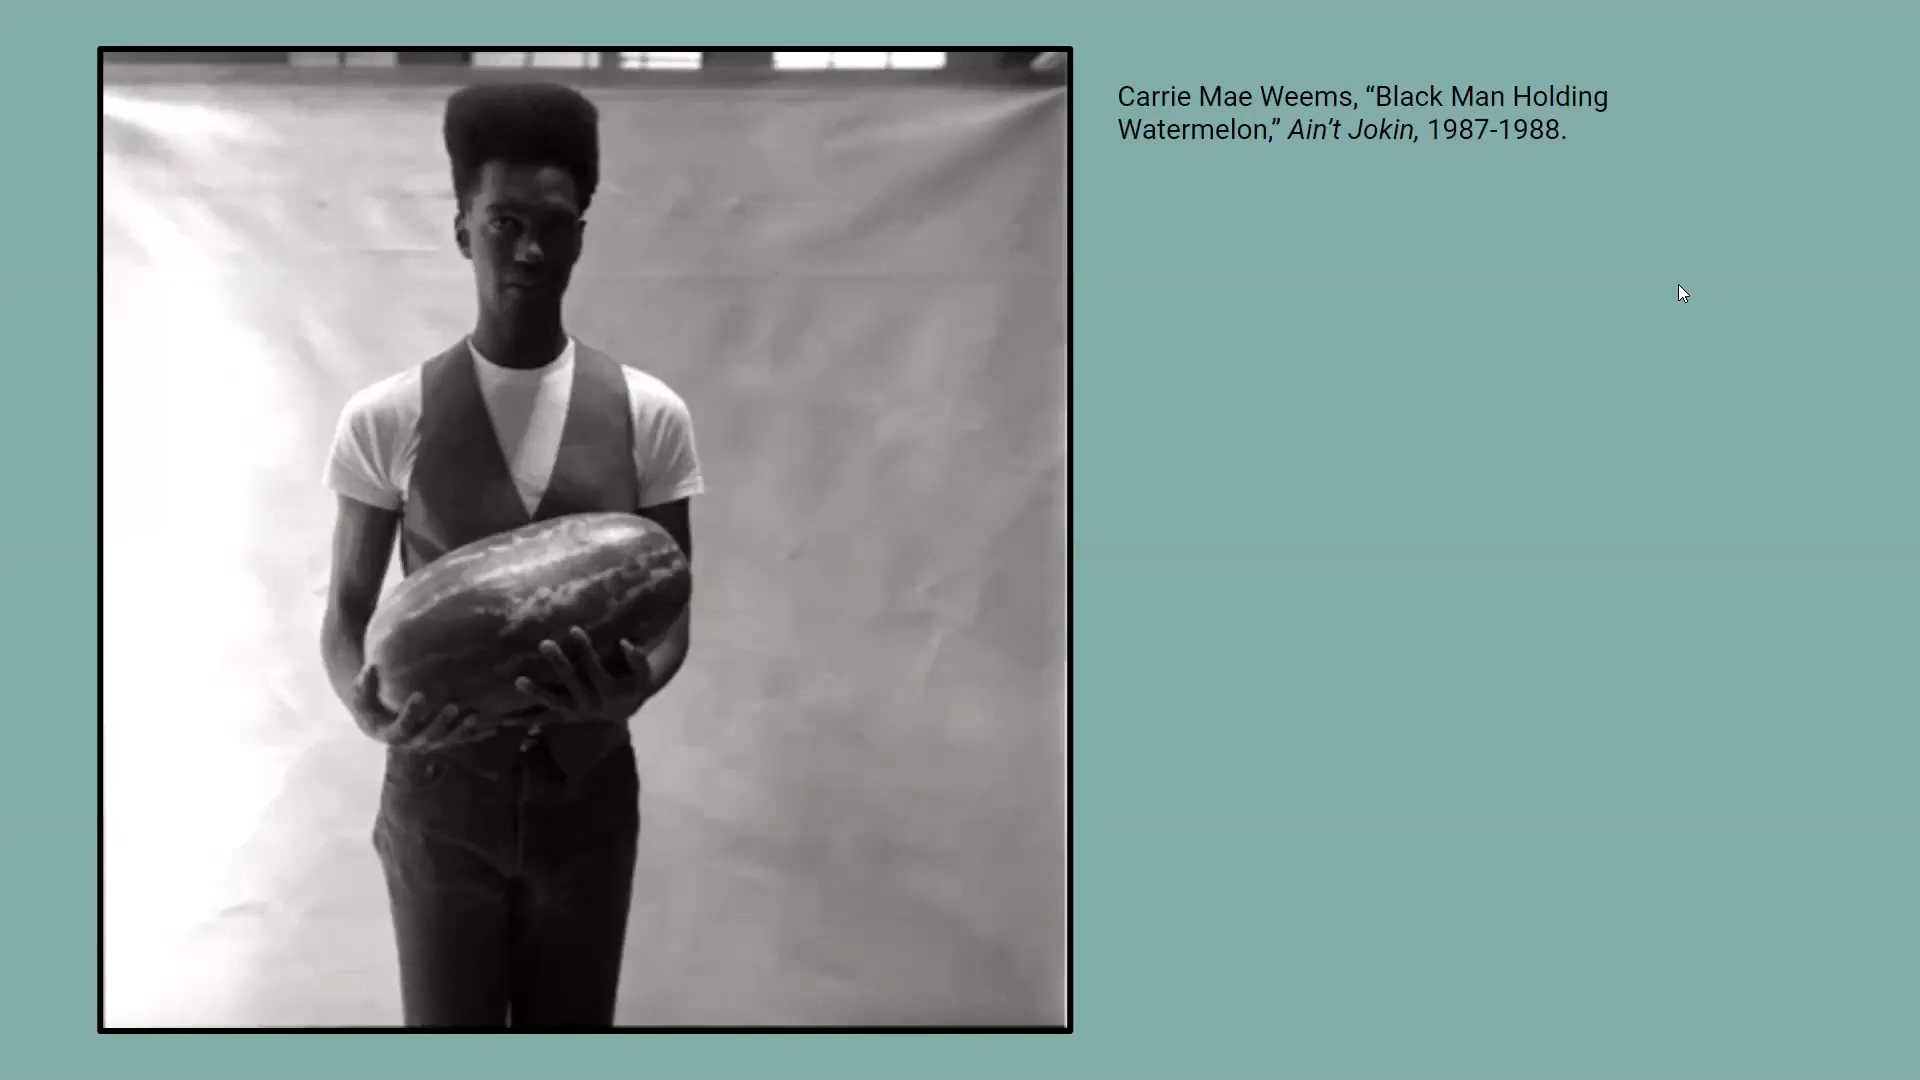 Carrie Mae Weems, “Black Man Holding
Watermelon,” Ain’t Jokin, 1987-1988.